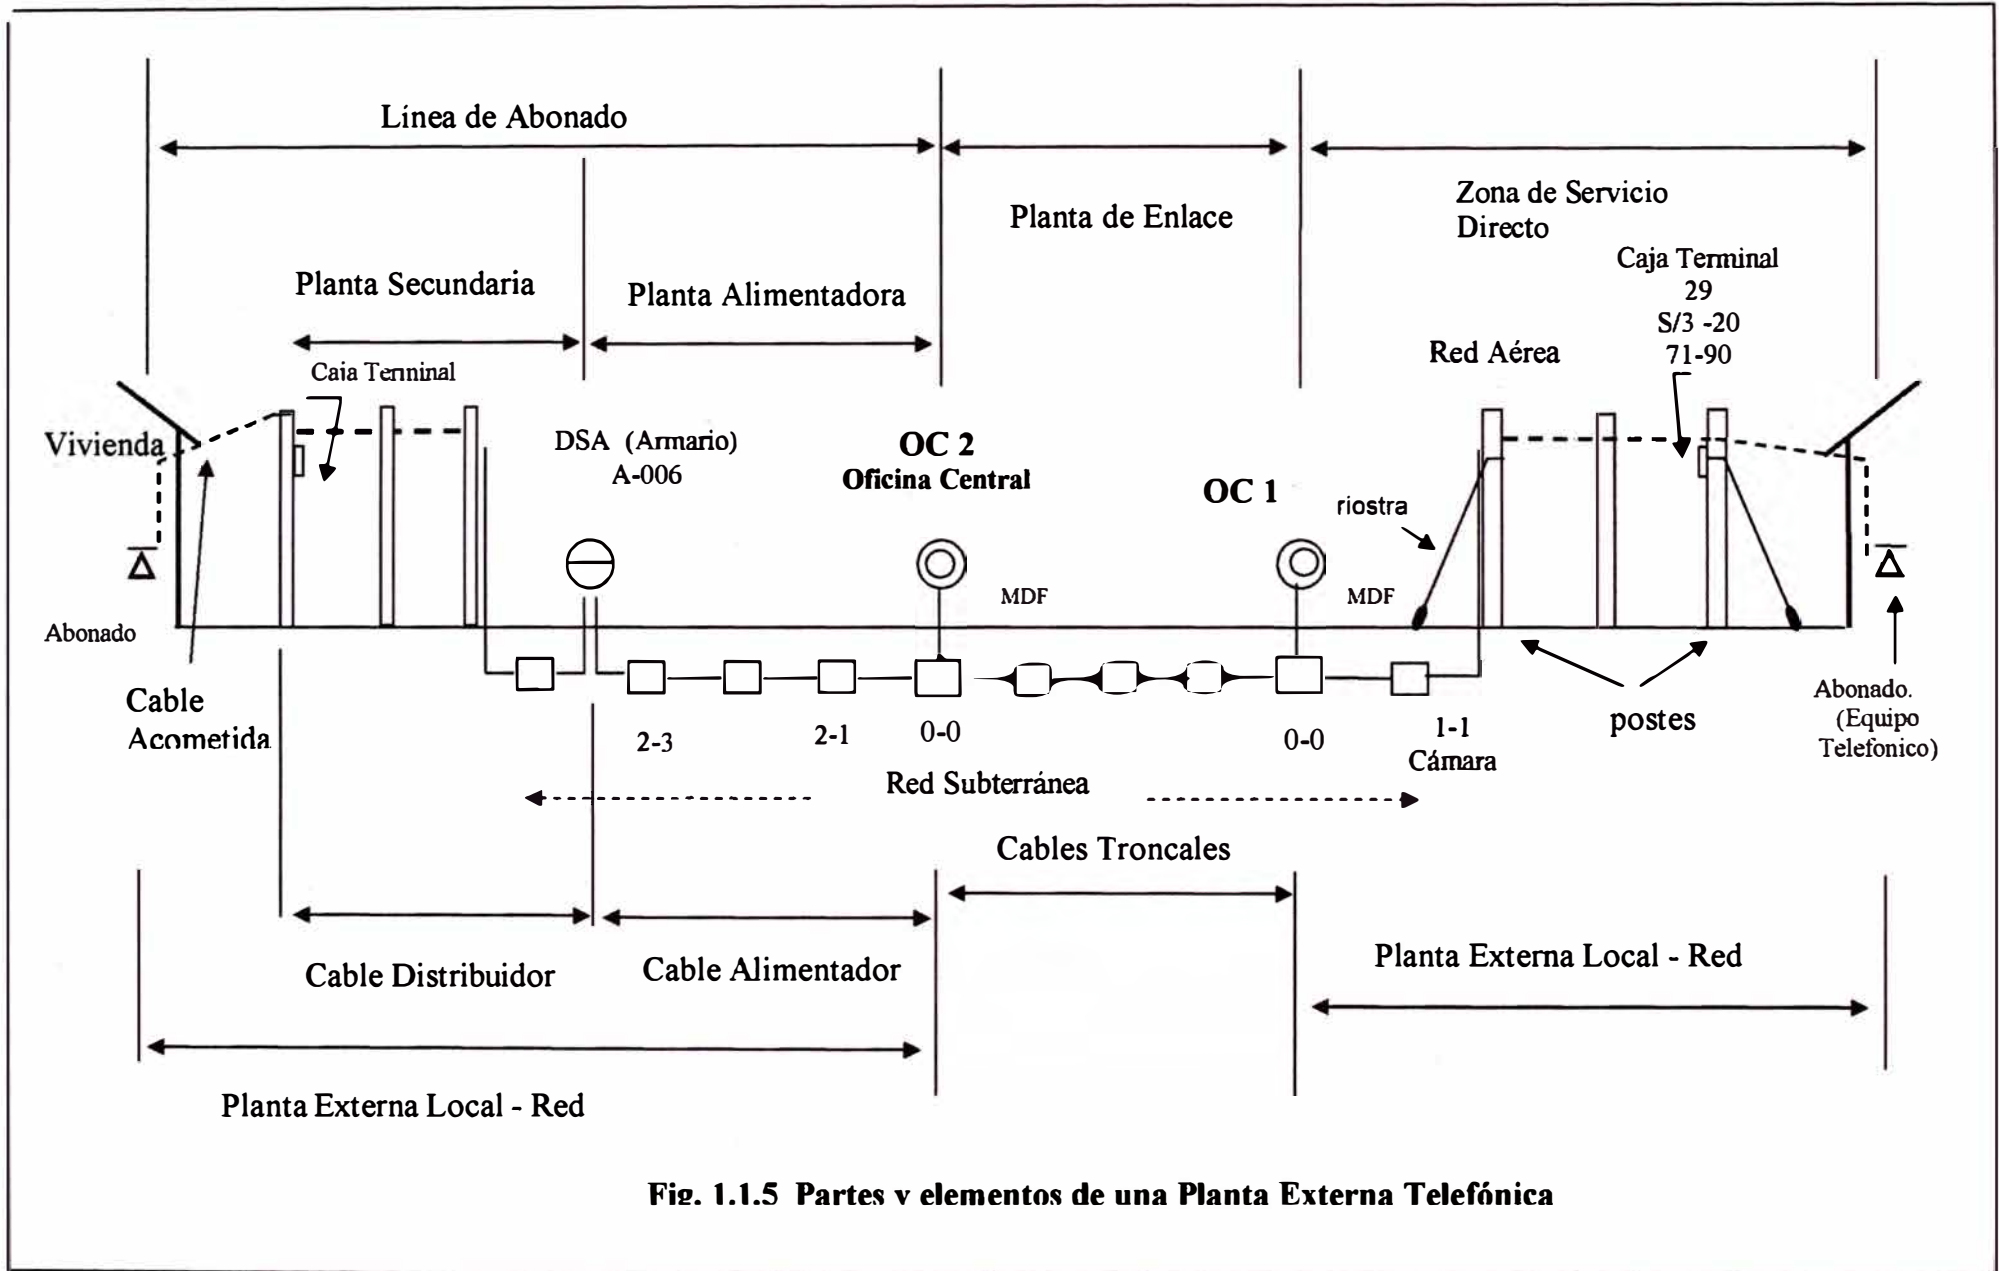 Línea de Abonado
Planta de Enlace
Zona de Servicio
Directo
Planta Secundaria
Planta Alimentadora
Caja Terminal
29
S/3 -20
71-90
Red Aérea
Caia Terminal
Vivienda
DSA (Armario)
A-006
OC 2
Oficina Central
OC 1
riostra
MDF
MDF
Abonado
Cable
Acometida
2-3
2-1
0-0
0-0
1-1
Cámara
postes
Abonado.
(Equipo
Telefonico)
Red Subterránea
Cables Troncales
Cable Distribuidor
Cable Alimentador
Planta Externa Local - Red
Planta Externa Local - Red
Fig. 1.1.5 Partes y elementos de una Planta Externa Telefónica